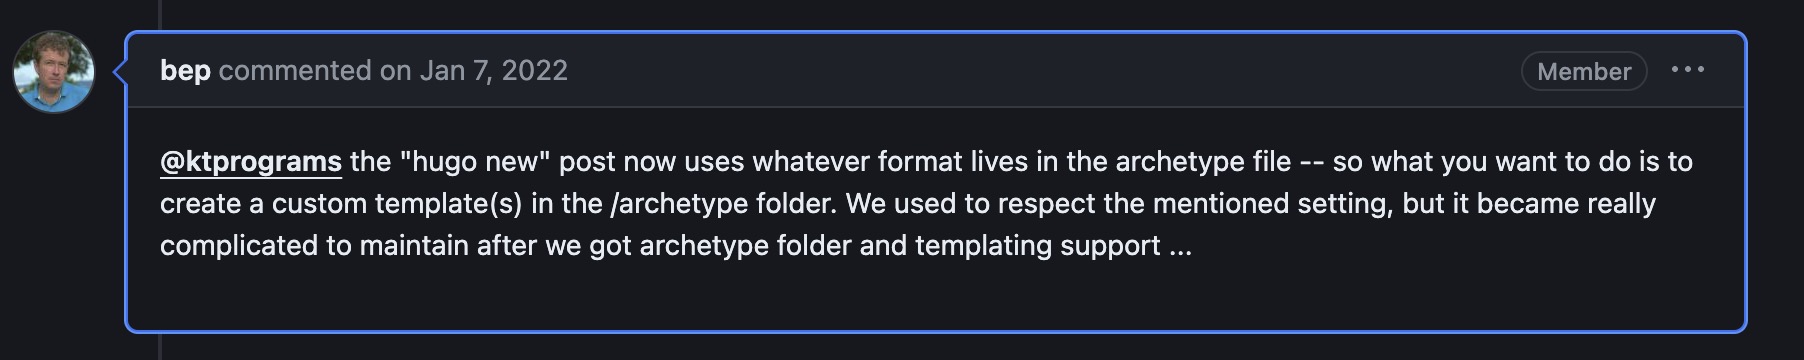 bep commented on Jan 7, 2022
Member
@ktprograms the "hugo new" post now uses whatever format lives in the archetype file -- so what you want to do is to
create a custom template(s) in the /archetype folder. We used to respect the mentioned setting, but it became really
complicated to maintain after we got archetype folder and templating support ...